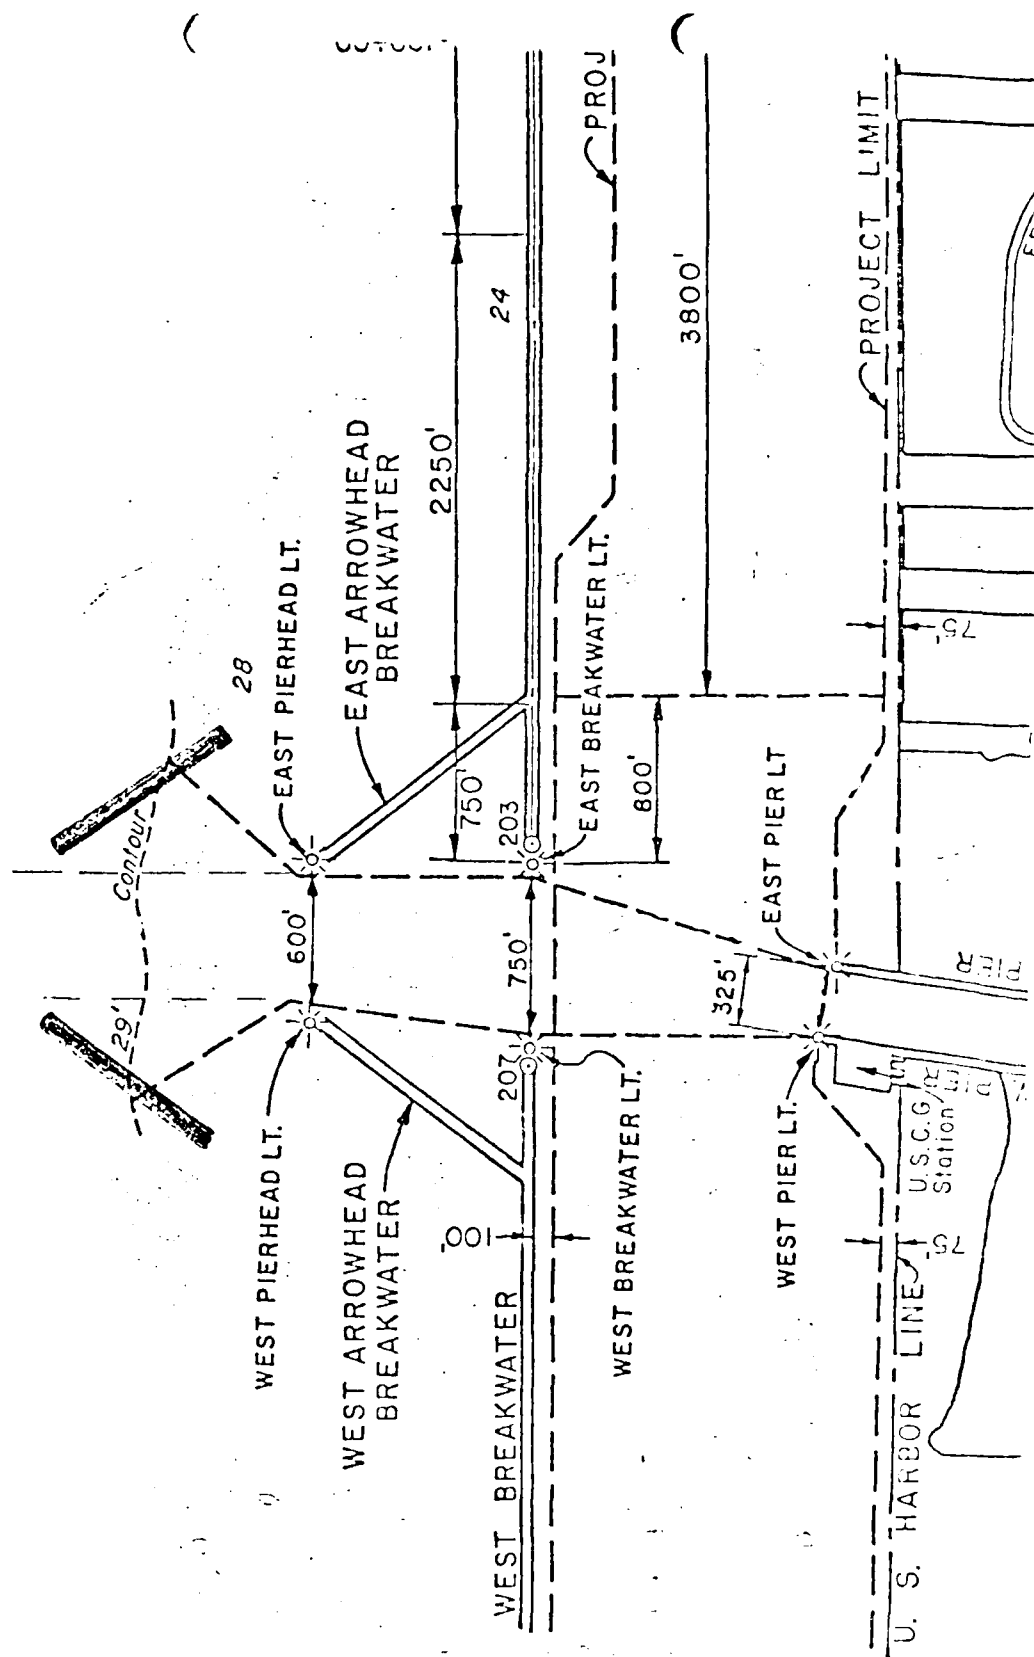 Contour
29'
28
EAST PIERHEAD LT.
WEST PIERHEAD LT.
600'
EAST ARROWHEAD
BREAKWATER
WEST ARROWHEAD
BREAKWATER
2250'
750'
24
203
750'
207
100'
WEST BREAKWATER
EAST BREAKWATER LT.
WEST BREAKWATER LT.
PROJ
3800'
800'
EAST PIER LT
325'
WEST PIER LT.
PROJECT LIMIT
75'
75'
PIER
U.S.C.G.
Station
U. S. HARBOR LINE